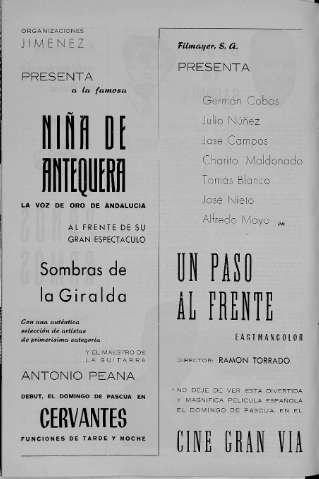 ORGANIZACIONES
JIMENEZ
PRESENTA
a la famosa
NIÑA DE
ANTEQUERA
LA VOZ DE ORO DE ANDALUCIA
AL FRENTE DE SU
GRAN ESPECTACULO
Sombras de
la Giralda
Con una auténtica
selección de artistas
de primerísima categoría
Y EL MAESTRO DE
LA GUITARRA
ANTONIO PEANA
DEBUT, EL DOMINGO DE PASCUA EN
CERVANTES
FUNCIONES DE TARDE Y NOCHE
Filmayer, S. A.
PRESENTA
Germán Cobos
Julio Núñez
José Campos
Charito Maldonado
Tomás Blanco
José Nieto
Alfredo Mayo en
UN PASO
AL FRENTE
EASTMANCOLOR
DIRECTOR: RAMON TORRADO
NO DEJE DE VER ESTA DIVERTIDA
Y MAGNIFICA PELICULA ESPAÑOLA
EL DOMINGO DE PASCUA EN EL
CINE GRAN VIA